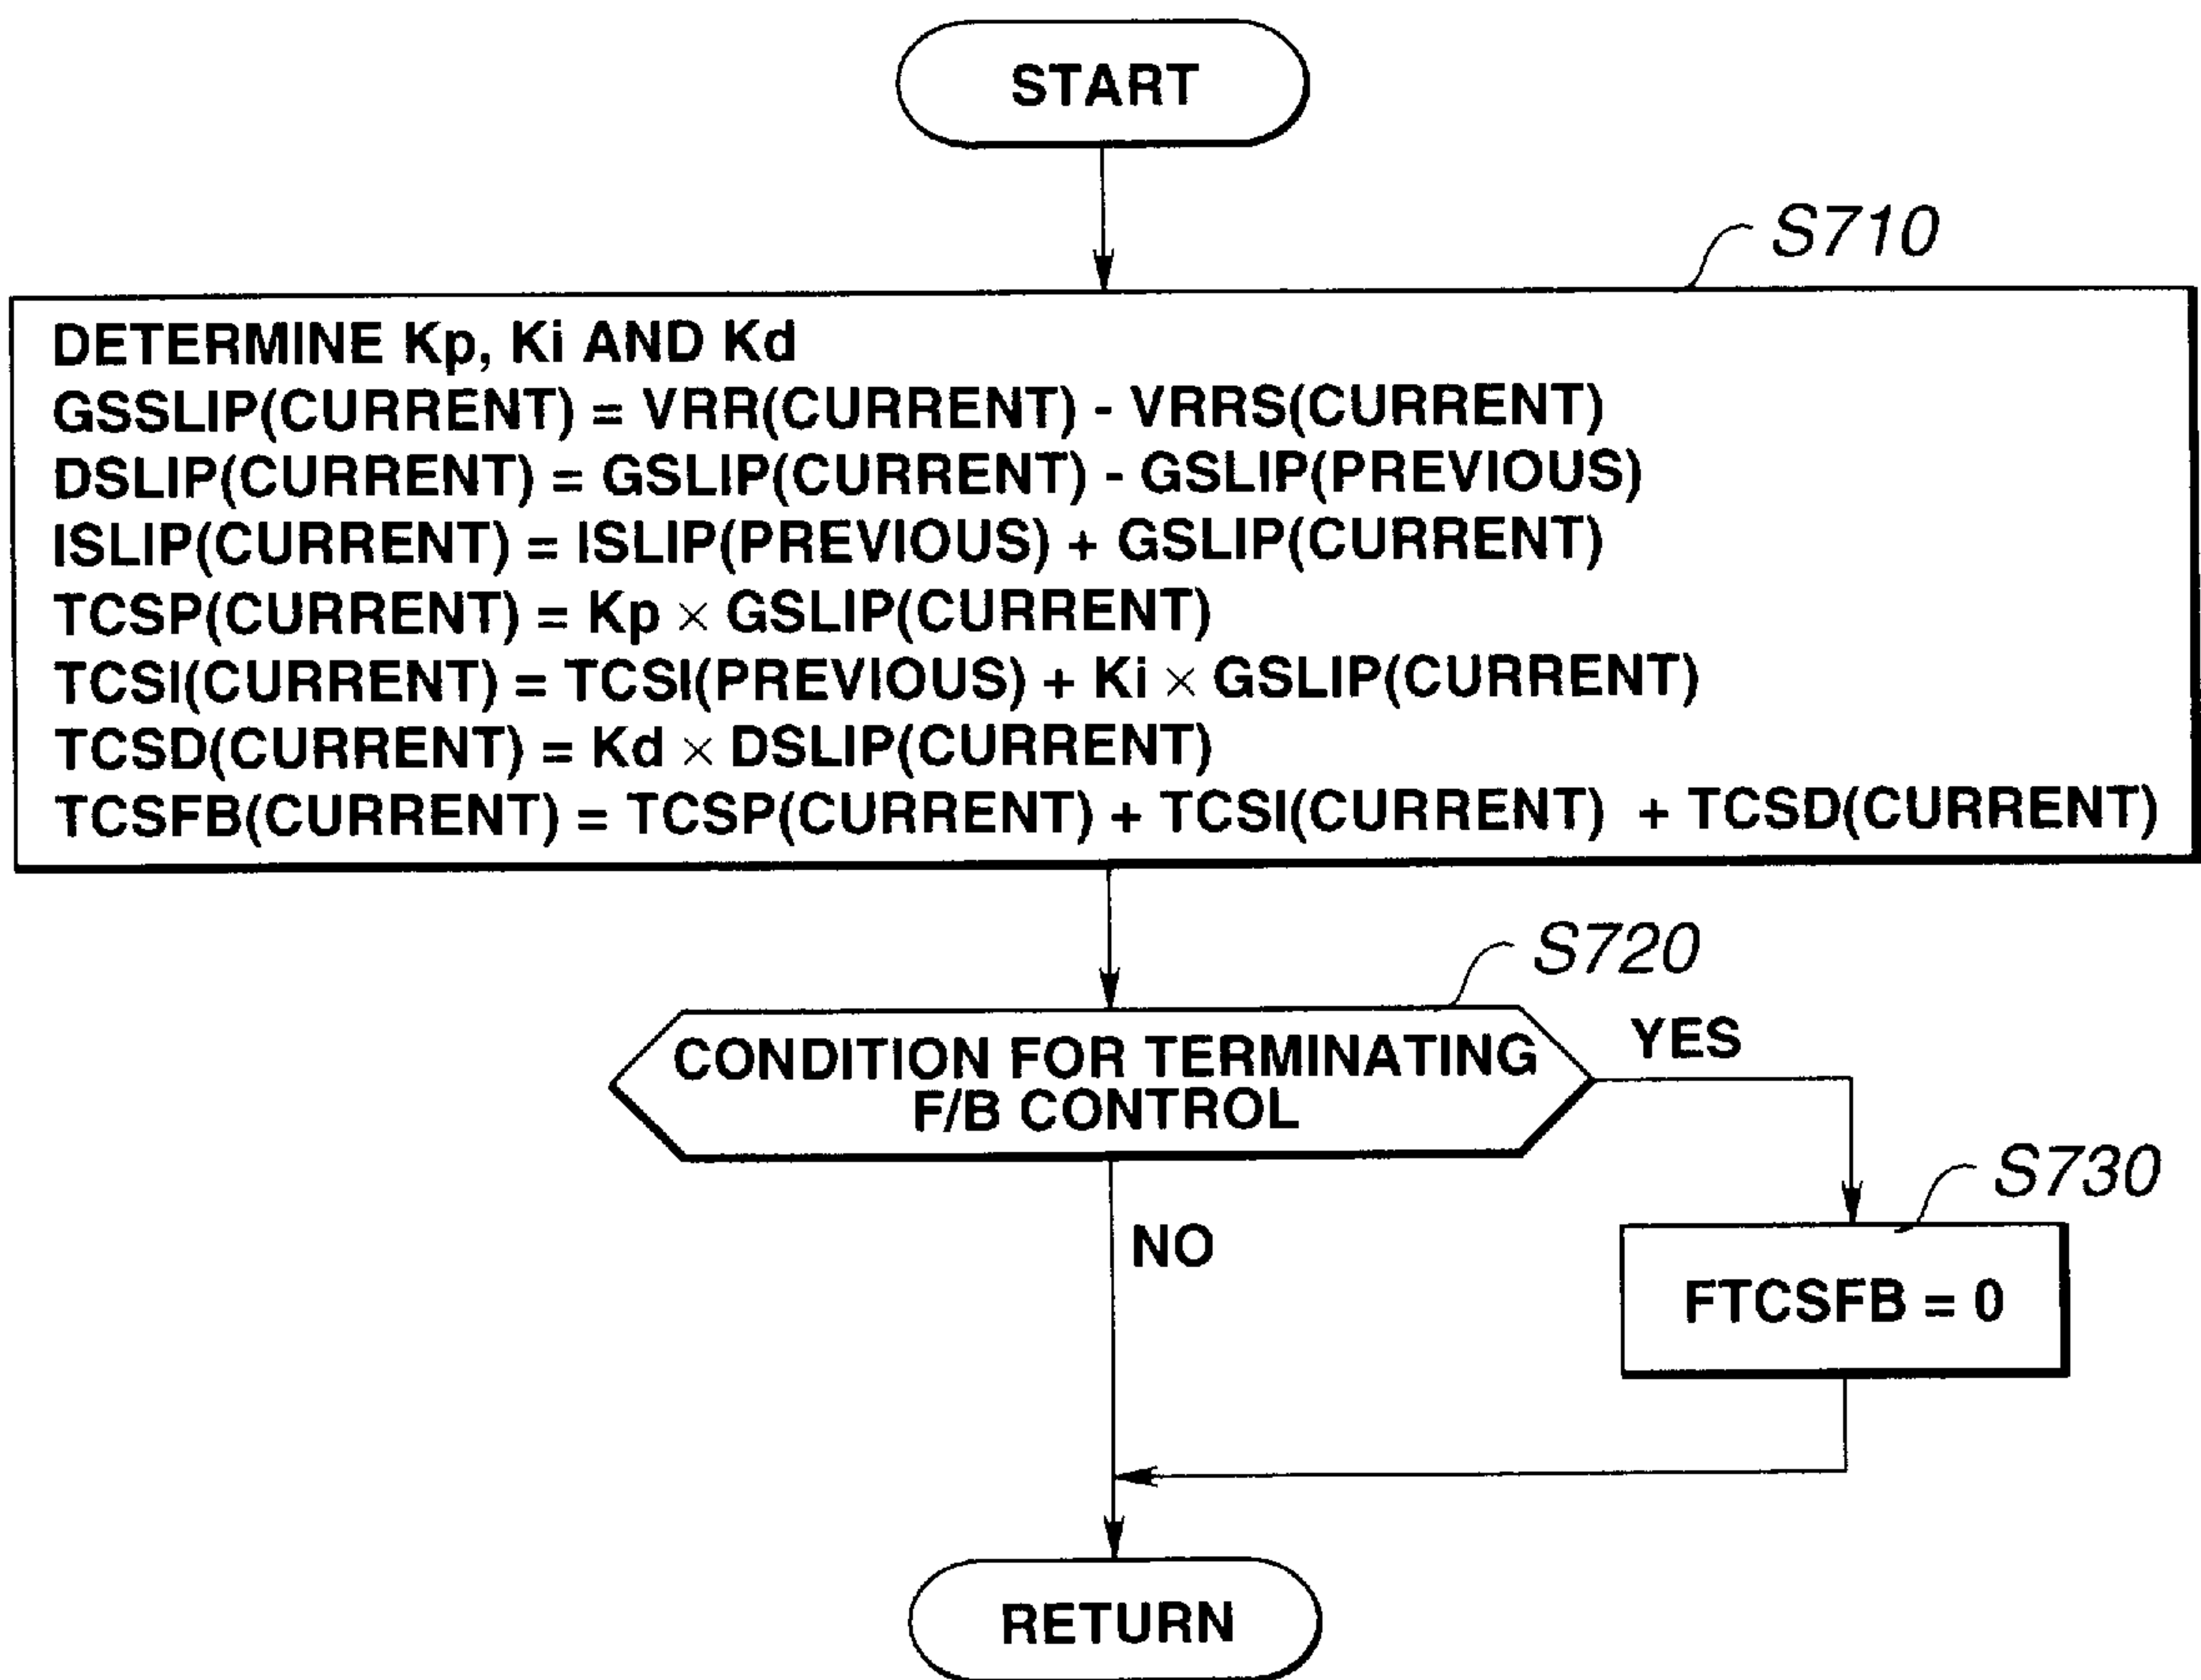 START
S710
DETERMINE Kp, Ki AND Kd
GSSLIP(CURRENT) = VRR(CURRENT) - VRRS(CURRENT)
DSLIP(CURRENT) = GSLIP(CURRENT) - GSLIP(PREVIOUS)
ISLIP(CURRENT) = ISLIP(PREVIOUS) + GSLIP(CURRENT)
TCSP(CURRENT) = Kp × GSLIP(CURRENT)
TCSI(CURRENT) = TCSI(PREVIOUS) + Ki × GSLIP(CURRENT)
TCSD(CURRENT) = Kd × DSLIP(CURRENT)
TCSFB(CURRENT) = TCSP(CURRENT) + TCSI(CURRENT) + TCSD(CURRENT)
S720
CONDITION FOR TERMINATING
F/B CONTROL
YES
S730
NO
FTCSFB = 0
RETURN